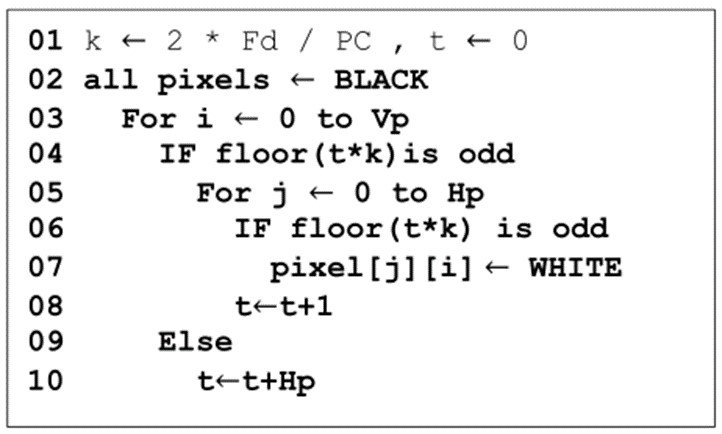 01 k ← 2 * Fd / PC , t ← 0
02 all pixels ← BLACK
03 For i ← 0 to Vp
04 IF floor(t*k)is odd
05 For j ← 0 to Hp
06 IF floor(t*k) is odd
07 pixel[j][i]← WHITE
08 t←t+1
09 Else
10 t←t+Hp